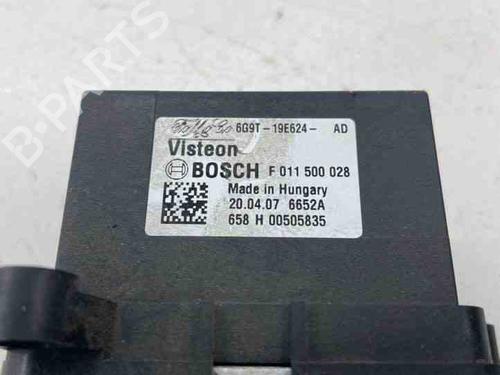 6G9T-19E624- AD
Visteon
BOSCH F 011 500 028
Made in Hungary
20.04.07 6652A
658 H 00505835
B-PARTS